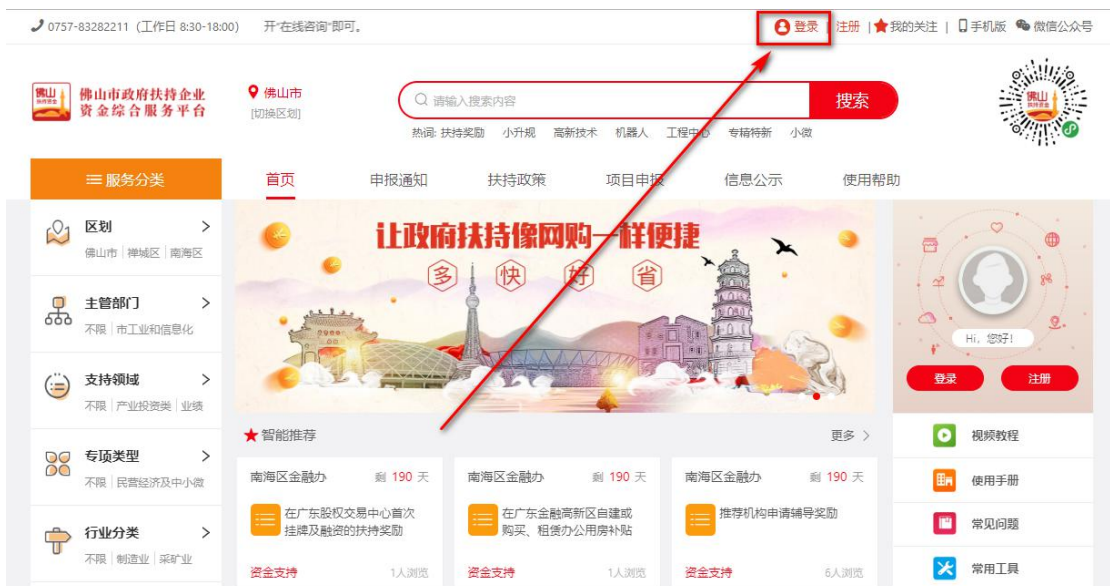 0757-83282211 (工作日 8:30-18:00) 开“在线咨询”即可。
登录 | 注册 | 我的关注 | 手机版 微信公众号
佛山
扶持资金
佛山市政府扶持企业
资金综合服务平台
佛山市
[切换区划]
请输入搜索内容
搜索
热词: 扶持奖励 小升规 高新技术 机器人 工程中心 专精特新 小微
佛山
扶持资金
服务分类
首页 申报通知 扶持政策 项目申报 信息公示 使用帮助
区划 >
佛山市 | 禅城区 | 南海区
主管部门 >
不限 | 市工业和信息化
支持领域 >
不限 | 产业投资类 | 业绩
专项类型 >
不限 | 民营经济及中小微
行业分类 >
不限 | 制造业 | 采矿业
让政府扶持像网购一样便捷
多 快 好 省
Hi, 您好!
登录 注册
智能推荐
更多 >
南海区金融办 剩 190 天
在广东股权交易中心首次
挂牌及融资的扶持奖励
资金支持 1人浏览
南海区金融办 剩 190 天
在广东金融高新区自建或
购买、租赁办公用房补贴
资金支持 1人浏览
南海区金融办 剩 190 天
推荐机构申请辅导奖励
资金支持 6人浏览
视频教程
使用手册
常见问题
常用工具